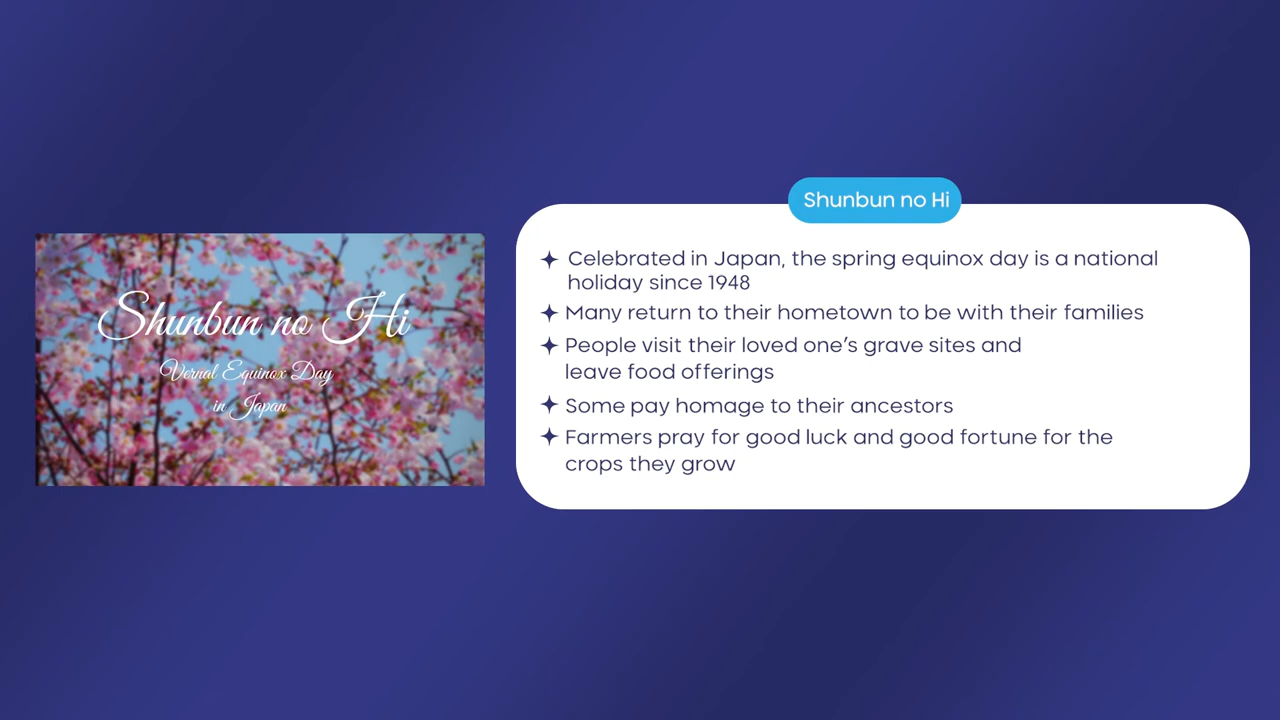 Shunbun no Hi
Vernal Equinox Day
in Japan
Shunbun no Hi
Celebrated in Japan, the spring equinox day is a national
holiday since 1948
Many return to their hometown to be with their families
People visit their loved one's grave sites and
leave food offerings
Some pay homage to their ancestors
Farmers pray for good luck and good fortune for the
crops they grow